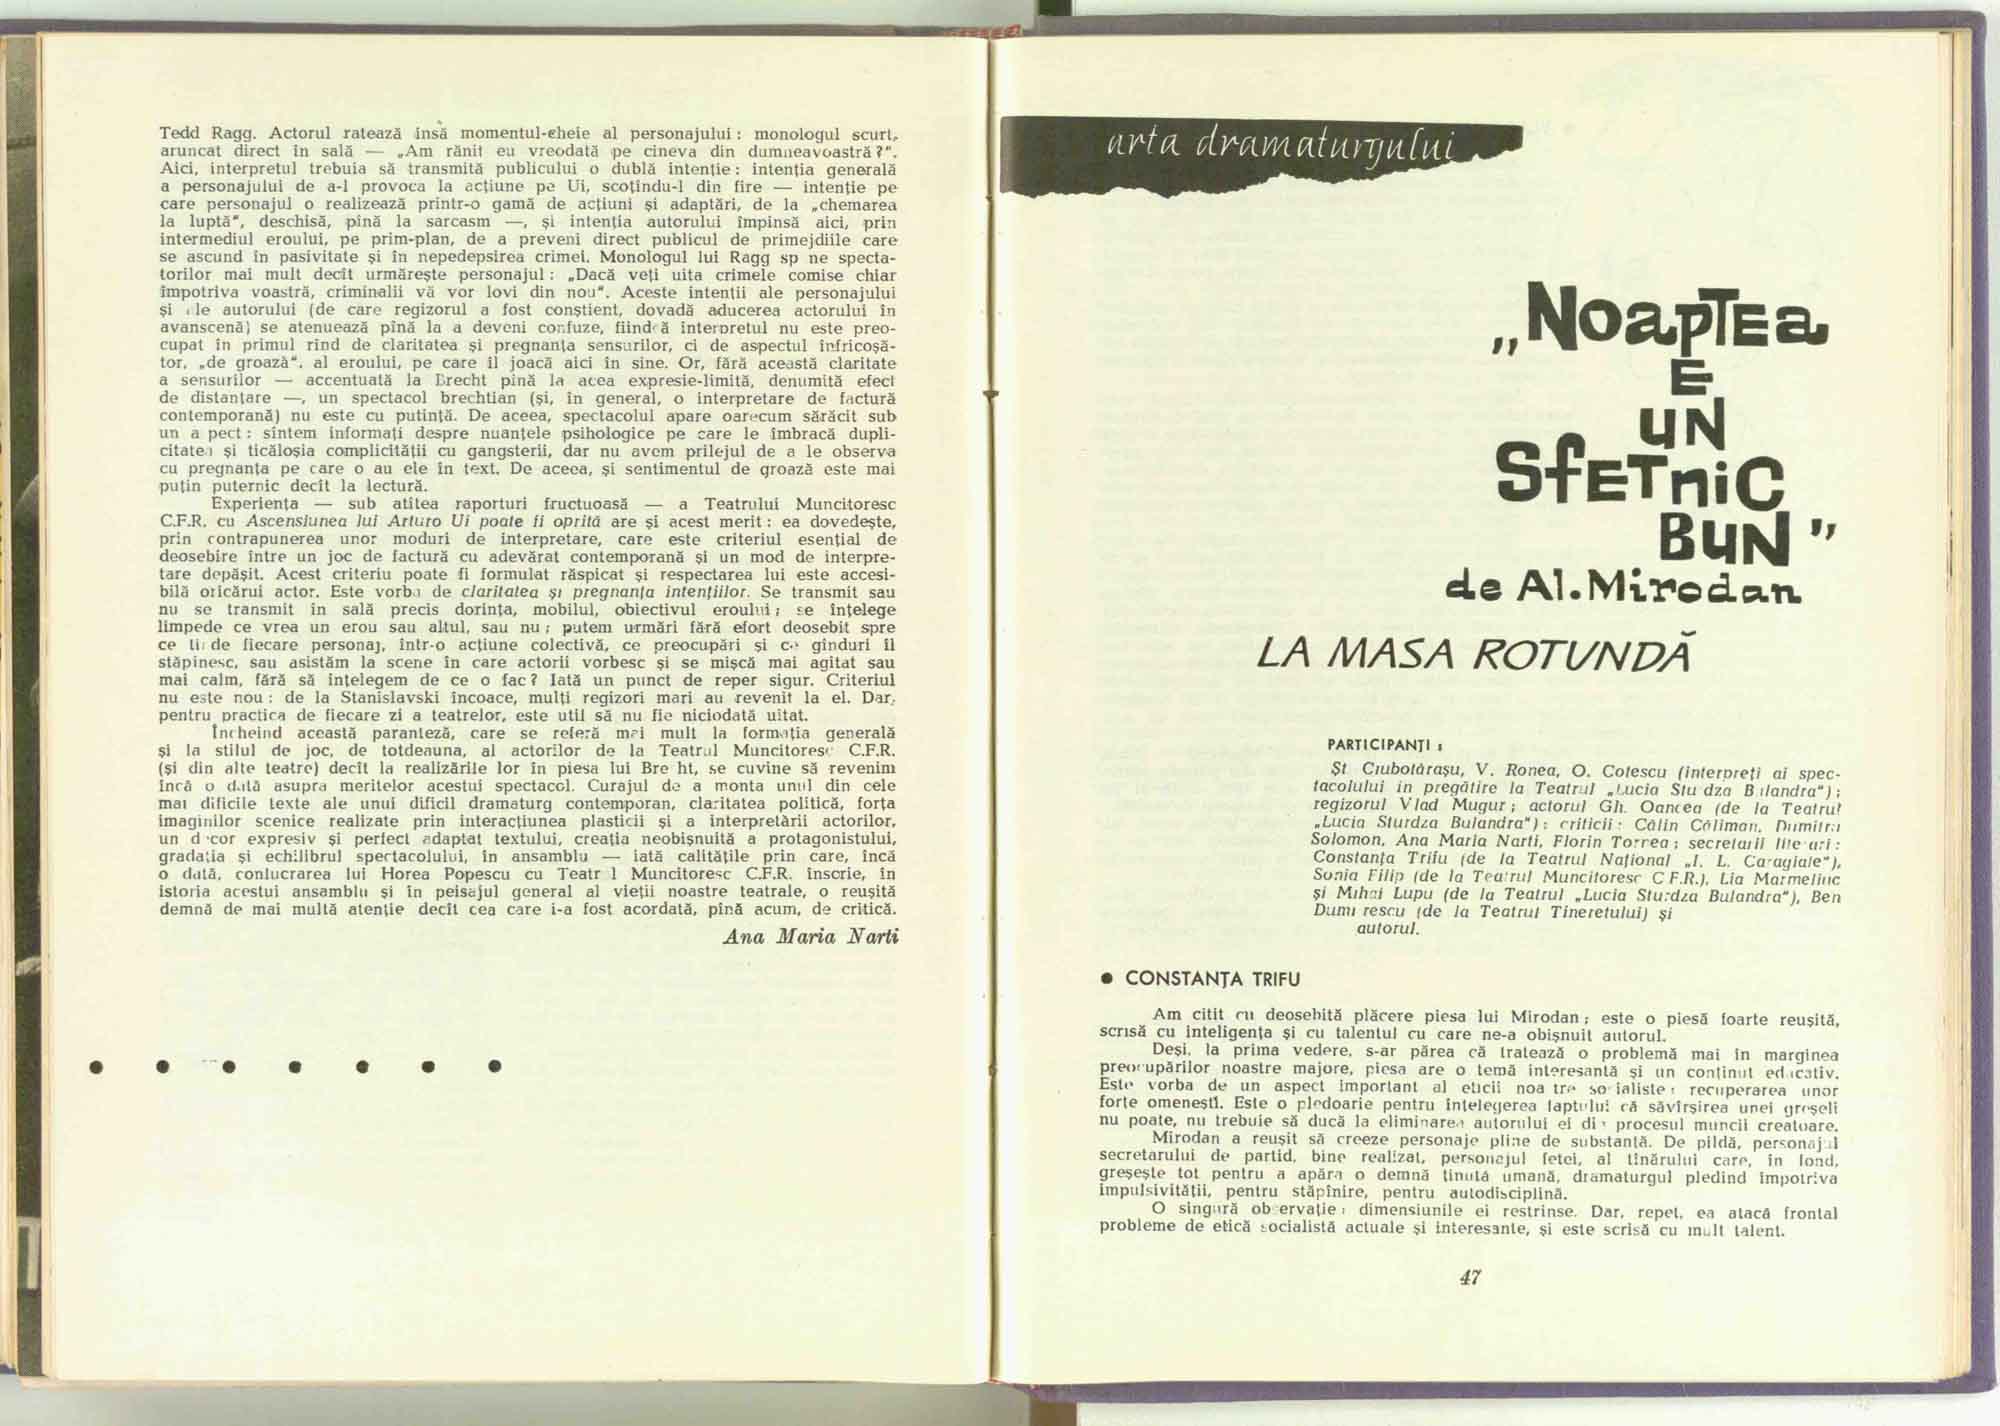 Tedd Ragg. Actorul ratează însă momentul-cheie al personajului : monologul scurt,
aruncat direct în sală — „Am rănit eu vreodată pe cineva din dumneavoastră ?".
Aici, interpretul trebuia să transmită publicului o dublă intenție : intenția generală
a personajului de a-l provoca la acțiune pe Ui, scoțîndu-l din fire — intenție pe
care personajul o realizează printr-o gamă de acțiuni și adaptări, de la „chemarea
la luptă", deschisă, pînă la sarcasm —, și intenția autorului împinsă aici, prin
intermediul eroului, pe prim-plan, de a preveni direct publicul de primejdiile care
se ascund în pasivitate și în nepedepsirea crimei. Monologul lui Ragg sp ne specta-
torilor mai mult decît urmărește personajul : „Dacă veți uita crimele comise chiar
împotriva voastră, criminalii vă vor lovi din nou". Aceste intenții ale personajului
și ale autorului (de care regizorul a fost conștient, dovadă aducerea actorului în
avanscenă) se atenuează pînă la a deveni confuze, fiindcă interpretul nu este preo-
cupat în primul rînd de claritatea și pregnanța sensurilor, ci de aspectul înfricoșă-
tor, „de groază", al eroului, pe care îl joacă aici în sine. Or, fără această claritate
a sensurilor — accentuată la Brecht pînă la acea expresie-limită, denumită efect
de distanțare —, un spectacol brechtian (și, în general, o interpretare de factură
contemporană) nu este cu putință. De aceea, spectacolul apare oarecum sărăcit sub
un a pect : sîntem informați despre nuanțele psihologice pe care le îmbracă dupli-
citatea și ticăloșia complicității cu gangsterii, dar nu avem prilejul de a le observa
cu pregnanța pe care o au ele în text. De aceea, și sentimentul de groază este mai
puțin puternic decît la lectură.
Experiența — sub atîtea raporturi fructuoasă — a Teatrului Muncitoresc
C.F.R. cu Ascensiunea lui Arturo Ui poate fi oprită are și acest merit : ea dovedește,
prin contrapunerea unor moduri de interpretare, care este criteriul esențial de
deosebire între un joc de factură cu adevărat contemporană și un mod de interpre-
tare depășit. Acest criteriu poate fi formulat răspicat și respectarea lui este accesi-
bilă oricărui actor. Este vorba de claritatea și pregnanța intențiilor. Se transmit sau
nu se transmit în sală precis dorința, mobilul, obiectivul eroului ; se înțelege
limpede ce vrea un erou sau altul, sau nu ; putem urmări fără efort deosebit spre
ce tinde fiecare personaj, într-o acțiune colectivă, ce preocupări și ce gînduri îl
stăpînesc, sau asistăm la scene în care actorii vorbesc și se mișcă mai agitat sau
mai calm, fără să înțelegem de ce o fac ? Iată un punct de reper sigur. Criteriul
nu este nou : de la Stanislavski încoace, mulți regizori mari au revenit la el. Dar,
pentru practica de fiecare zi a teatrelor, este util să nu fie niciodată uitat.
Încheind această paranteză, care se referă mai mult la formația generală
și la stilul de joc, de totdeauna, al actorilor de la Teatrul Muncitoresc C.F.R.
(și din alte teatre) decît la realizările lor în piesa lui Bre ht, se cuvine să revenim
încă o dată asupra meritelor acestui spectacol. Curajul de a monta unul din cele
mai dificile texte ale unui dificil dramaturg contemporan, claritatea politică, forța
imaginilor scenice realizate prin interacțiunea plasticii și a interpretării actorilor,
un decor expresiv și perfect adaptat textului, creația neobișnuită a protagonistului,
gradația și echilibrul spectacolului, în ansamblu — iată calitățile prin care, încă
o dată, conlucrarea lui Horea Popescu cu Teatr l Muncitoresc C.F.R. înscrie, în
istoria acestui ansamblu și în peisajul general al vieții noastre teatrale, o reușită
demnă de mai multă atenție decît cea care i-a fost acordată, pînă acum, de critică.
Ana Maria Narti
arta dramaturgului
„Noaptea
E
un
Sfetnic
Bun"
de Al. Mirodan
LA MASA ROTUNDĂ
PARTICIPANȚI :
Șt. Ciubotărașu, V. Ronea, O. Cotescu (interpreți ai spec-
tacolului în pregătire la Teatrul „Lucia Stu dza Bulandra") ;
regizorul Vlad Mugur ; actorul Gh. Oancea (de la Teatrul
„Lucia Sturdza Bulandra") ; criticii : Călin Căliman, Dumitru
Solomon, Ana Maria Narti, Florin Tornea ; secretarii literari :
Constanța Trifu (de la Teatrul Național „I. L. Caragiale"),
Sonia Filip (de la Teatrul Muncitoresc C.F.R.), Lia Marmeliuc
și Mihai Lupu (de la Teatrul „Lucia Sturdza Bulandra"), Ben
Dumi rescu (de la Teatrul Tineretului) și
autorul.
• CONSTANȚA TRIFU
Am citit cu deosebită plăcere piesa lui Mirodan ; este o piesă foarte reușită,
scrisă cu inteligența și cu talentul cu care ne-a obișnuit autorul.
Deși, la prima vedere, s-ar părea că tratează o problemă mai în marginea
preocupărilor noastre majore, piesa are o temă interesantă și un conținut educativ.
Este vorba de un aspect important al eticii noa tre socialiste : recuperarea unor
forțe omenești. Este o pledoarie pentru înțelegerea faptului că săvîrșirea unei greșeli
nu poate, nu trebuie să ducă la eliminarea autorului ei din procesul muncii creatoare.
Mirodan a reușit să creeze personaje pline de substanță. De pildă, personajul
secretarului de partid, bine realizat, personajul fetei, al tînărului care, în fond,
greșește tot pentru a apăra o demnă ținută umană, dramaturgul pledînd împotriva
impulsivității, pentru stăpînire, pentru autodisciplină.
O singură observație : dimensiunile ei restrînse. Dar, repet, ea atacă frontal
probleme de etică socialistă actuale și interesante, și este scrisă cu mult talent.
47